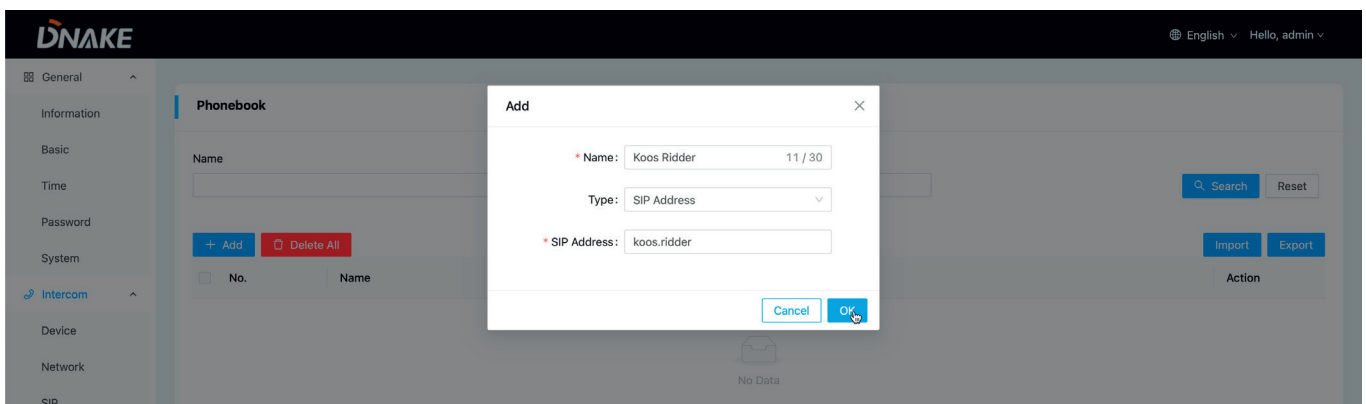 DNAKE
English Hello, admin
General
Information
Basic
Time
Password
System
Intercom
Device
Network
SIP
Phonebook
Name
Search Reset
+ Add Delete All
Import Export
No. Name Action
No Data
Add
* Name: Koos Ridder 11 / 30
Type: SIP Address
* SIP Address: koos.ridder
Cancel OK